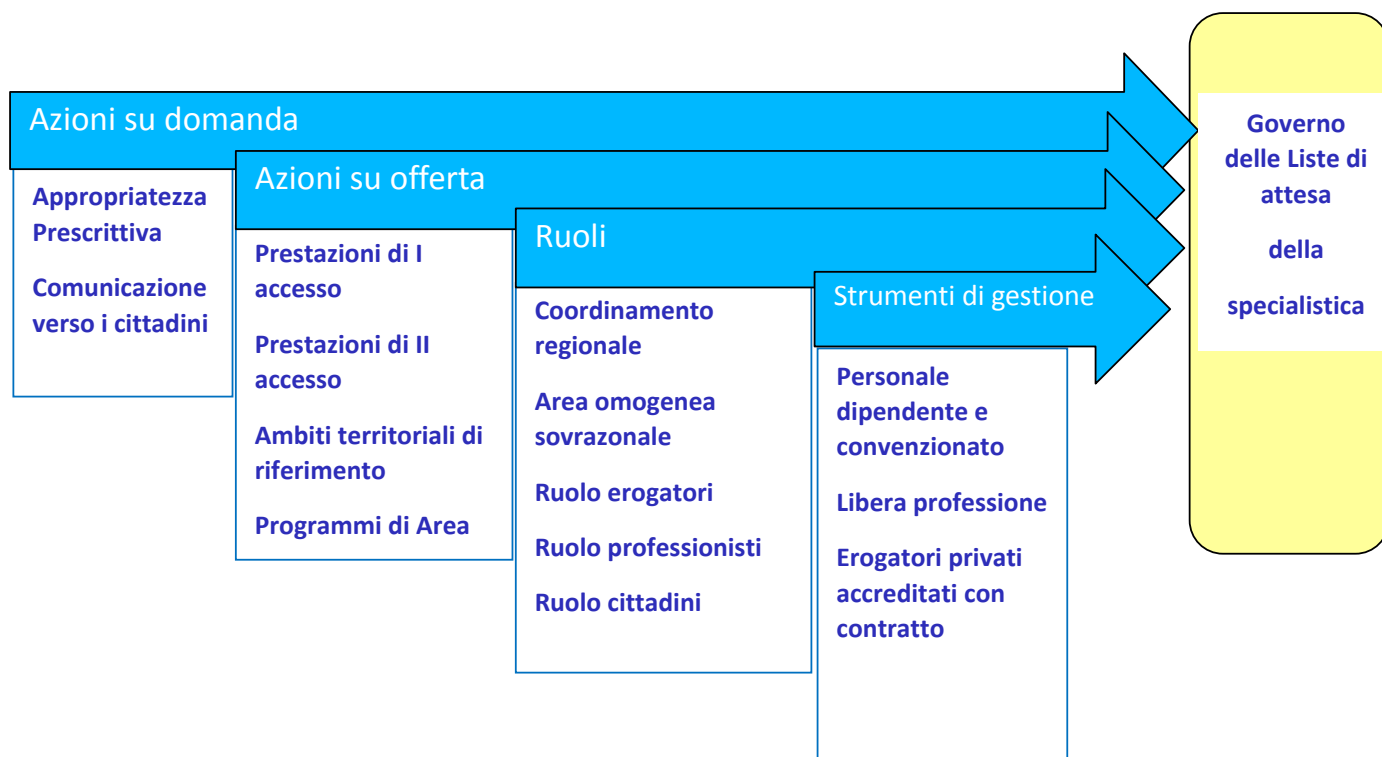 Azioni su domanda
Appropriatezza
Prescrittiva
Comunicazione
verso i cittadini
Azioni su offerta
Prestazioni di I
accesso
Prestazioni di II
accesso
Ambiti territoriali di
riferimento
Programmi di Area
Ruoli
Coordinamento
regionale
Area omogenea
sovrazonale
Ruolo erogatori
Ruolo professionisti
Ruolo cittadini
Strumenti di gestione
Personale
dipendente e
convenzionato
Libera professione
Erogatori privati
accreditati con
contratto
Governo
delle Liste di
attesa
della
specialistica